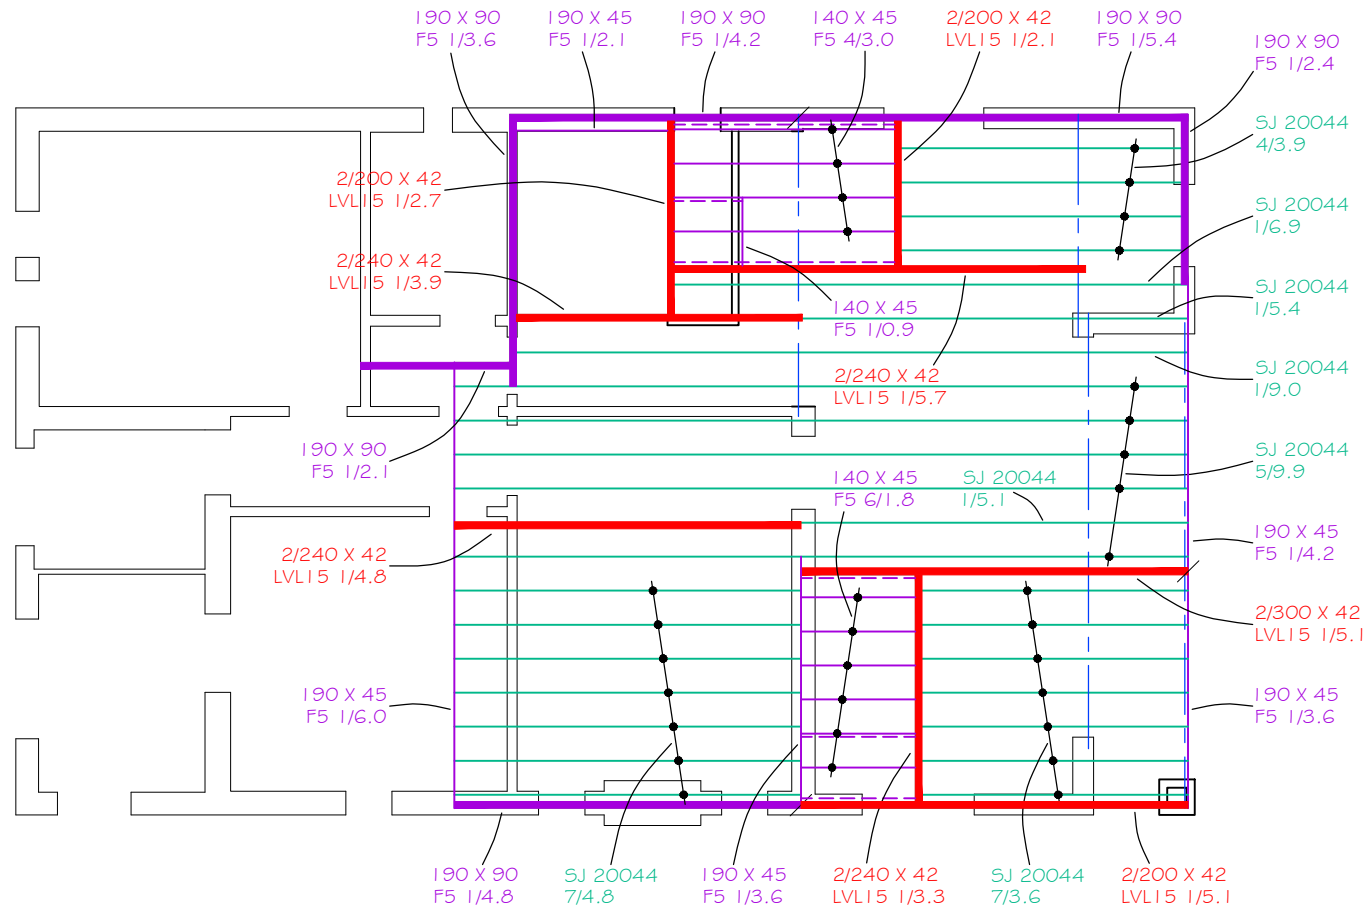 190 X 90
F5 1/3.6
190 X 45
F5 1/2.1
190 X 90
F5 1/4.2
140 X 45
F5 4/3.0
2/200 X 42
LVL15 1/2.1
190 X 90
F5 1/5.4
190 X 90
F5 1/2.4
SJ 20044
4/3.9
2/200 X 42
LVL15 1/2.7
SJ 20044
1/6.9
2/240 X 42
LVL15 1/3.9
SJ 20044
1/5.4
140 X 45
F5 1/0.9
2/240 X 42
LVL15 1/5.7
SJ 20044
1/9.0
190 X 90
F5 1/2.1
140 X 45
F5 6/1.8
SJ 20044
1/5.1
SJ 20044
5/9.9
2/240 X 42
LVL15 1/4.8
190 X 45
F5 1/4.2
2/300 X 42
LVL15 1/5.1
190 X 45
F5 1/6.0
190 X 45
F5 1/3.6
190 X 90
F5 1/4.8
SJ 20044
7/4.8
190 X 45
F5 1/3.6
2/240 X 42
LVL15 1/3.3
SJ 20044
7/3.6
2/200 X 42
LVL15 1/5.1